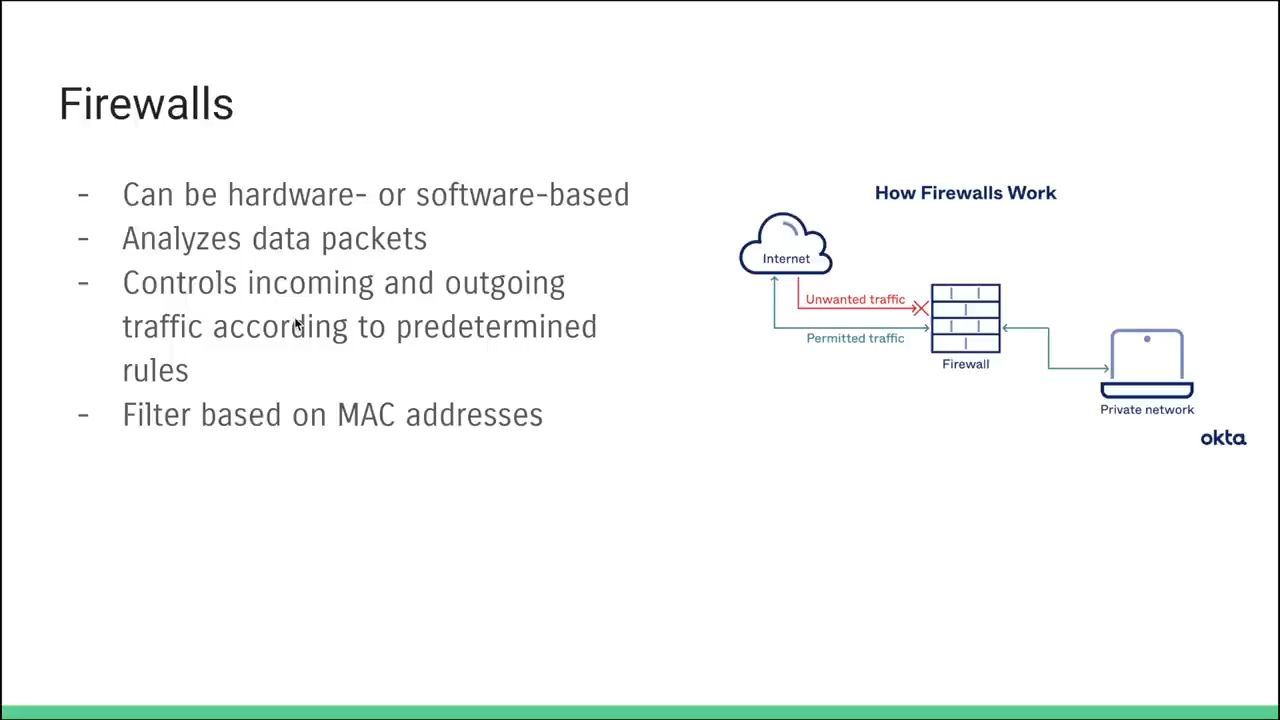 Firewalls
- Can be hardware- or software-based
- Analyzes data packets
- Controls incoming and outgoing
traffic according to predetermined
rules
- Filter based on MAC addresses
How Firewalls Work
Internet
Unwanted traffic
Permitted traffic
Firewall
Private network
okta